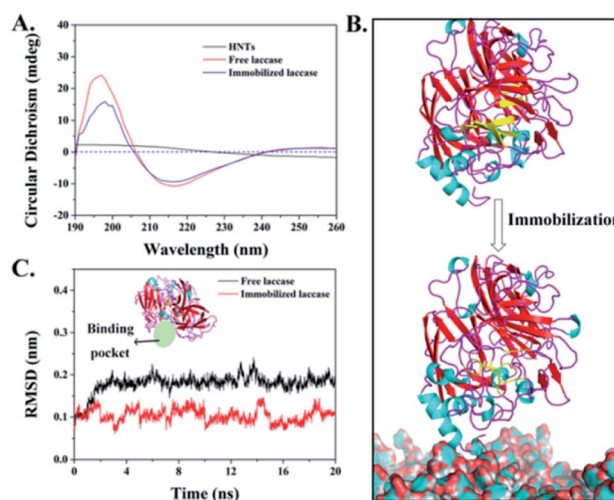 A.
Circular Dichroism (mdeg)
40
30
20
10
0
-10
-20
HNTs
Free laccase
Immobilized laccase
190 200 210 220 230 240 250 260
Wavelength (nm)
B.
Immobilization
C.
RMSD (nm)
0.4
0.3
0.2
0.1
0.0
Free laccase
Immobilized laccase
Binding
pocket
0 4 8 12 16 20
Time (ns)